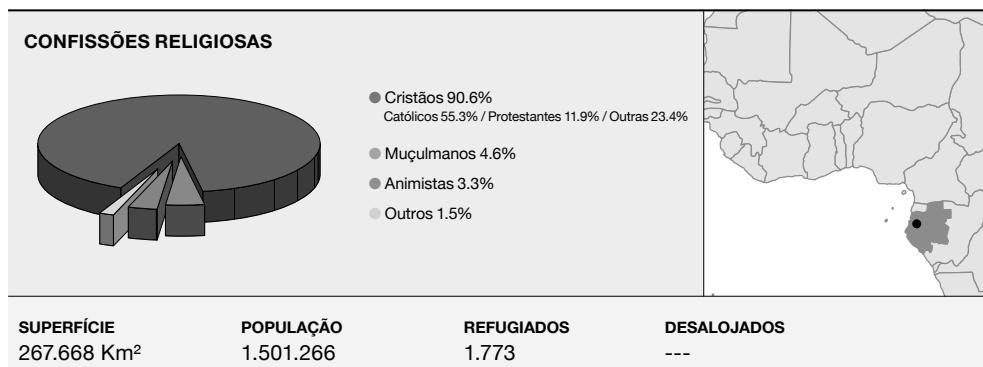 CONFISSÕES RELIGIOSAS
Cristãos 90.6%
Católicos 55.3% / Protestantes 11.9% / Outras 23.4%
Muçulmanos 4.6%
Animistas 3.3%
Outros 1.5%
SUPERFÍCIE POPULAÇÃO REFUGIADOS DESALOJADOS
267.668 Km² 1.501.266 1.773 ---